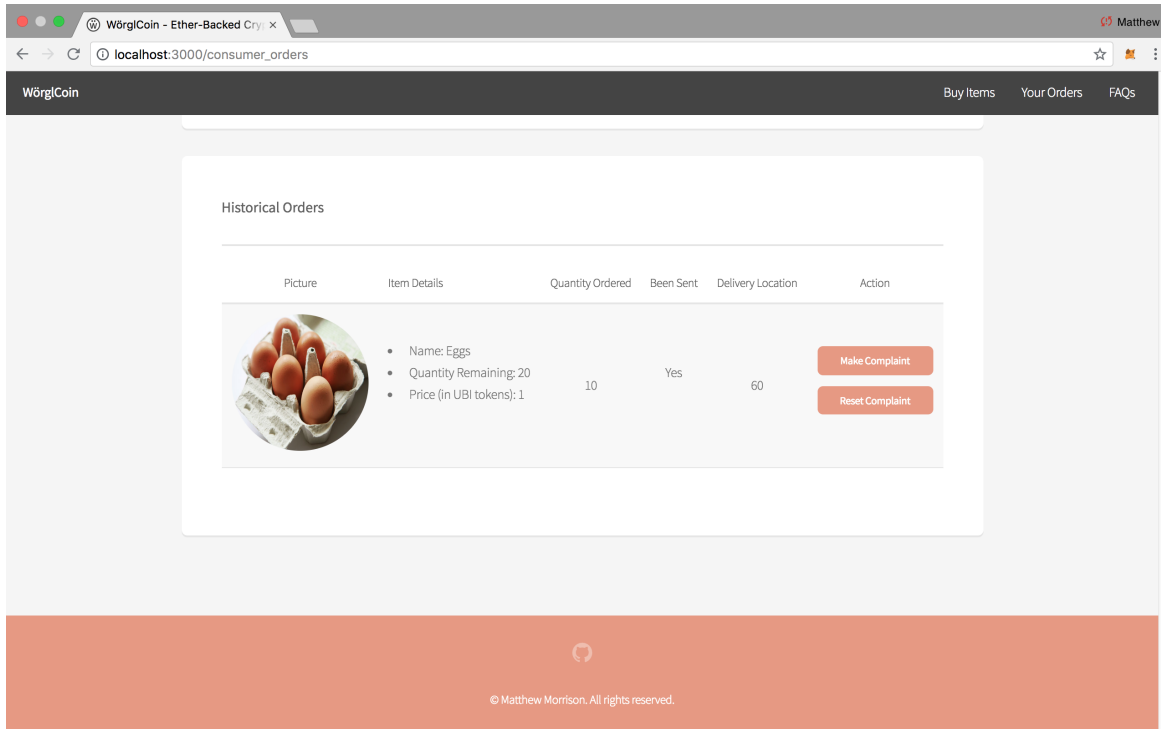 WörglCoin - Ether-Backed Cry
Matthew
localhost:3000/consumer_orders
WörglCoin Buy Items Your Orders FAQs
Historical Orders
Picture Item Details Quantity Ordered Been Sent Delivery Location Action
Name: Eggs
Quantity Remaining: 20
Price (in UBI tokens): 1
10
Yes
60
Make Complaint
Reset Complaint
© Matthew Morrison. All rights reserved.